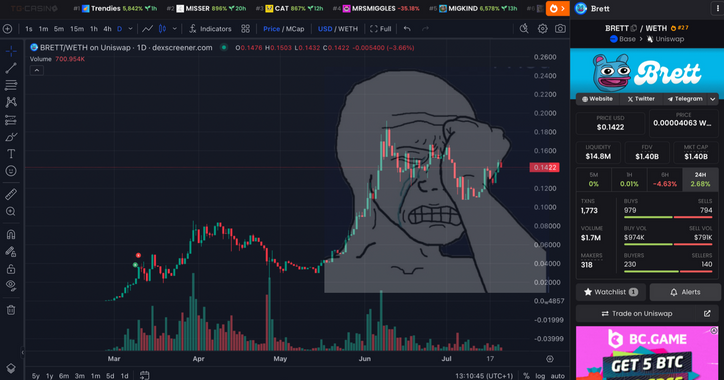 #1 Trendies 5,842% 1h #2 MISSER 896% 20h #3 CAT 867% 12h #4 MRSMIGGLES -35.18% #5 MIGKIND 6,578% 13h
1s 1m 5m 15m 1h 4h D Indicators Price / MCap USD / WETH Full
BRETT/WETH on Uniswap · 1D · dexscreener.com O0.1476 H0.1503 L0.1432 C0.1422 -0.005400 (-3.66%)
Volume 700.954K
0.2600
0.2200
0.2000
0.1800
0.1600
0.1422
0.1200
0.1000
0.08000
0.06000
0.04000
0.02000
0.0₄4857
-0.01999
-0.03999
Mar Apr May Jun Jul 17
5y 1y 6m 3m 1m 5d 1d 13:10:45 (UTC+1) % log auto
Brett
BRETT / WETH #27
Base > Uniswap
Brett
Website Twitter Telegram
PRICE USD
$0.1422
PRICE
0.00004063 W...
LIQUIDITY
$14.8M
FDV
$1.40B
MKT CAP
$1.40B
5M
0%
1H
0.01%
6H
-4.63%
24H
2.68%
TXNS
1,773
BUYS
979
SELLS
794
VOLUME
$1.7M
BUY VOL
$974K
SELL VOL
$791K
MAKERS
318
BUYERS
230
SELLERS
140
Watchlist 1 Alerts
Trade on Uniswap
BC.GAME
GET 5 BTC